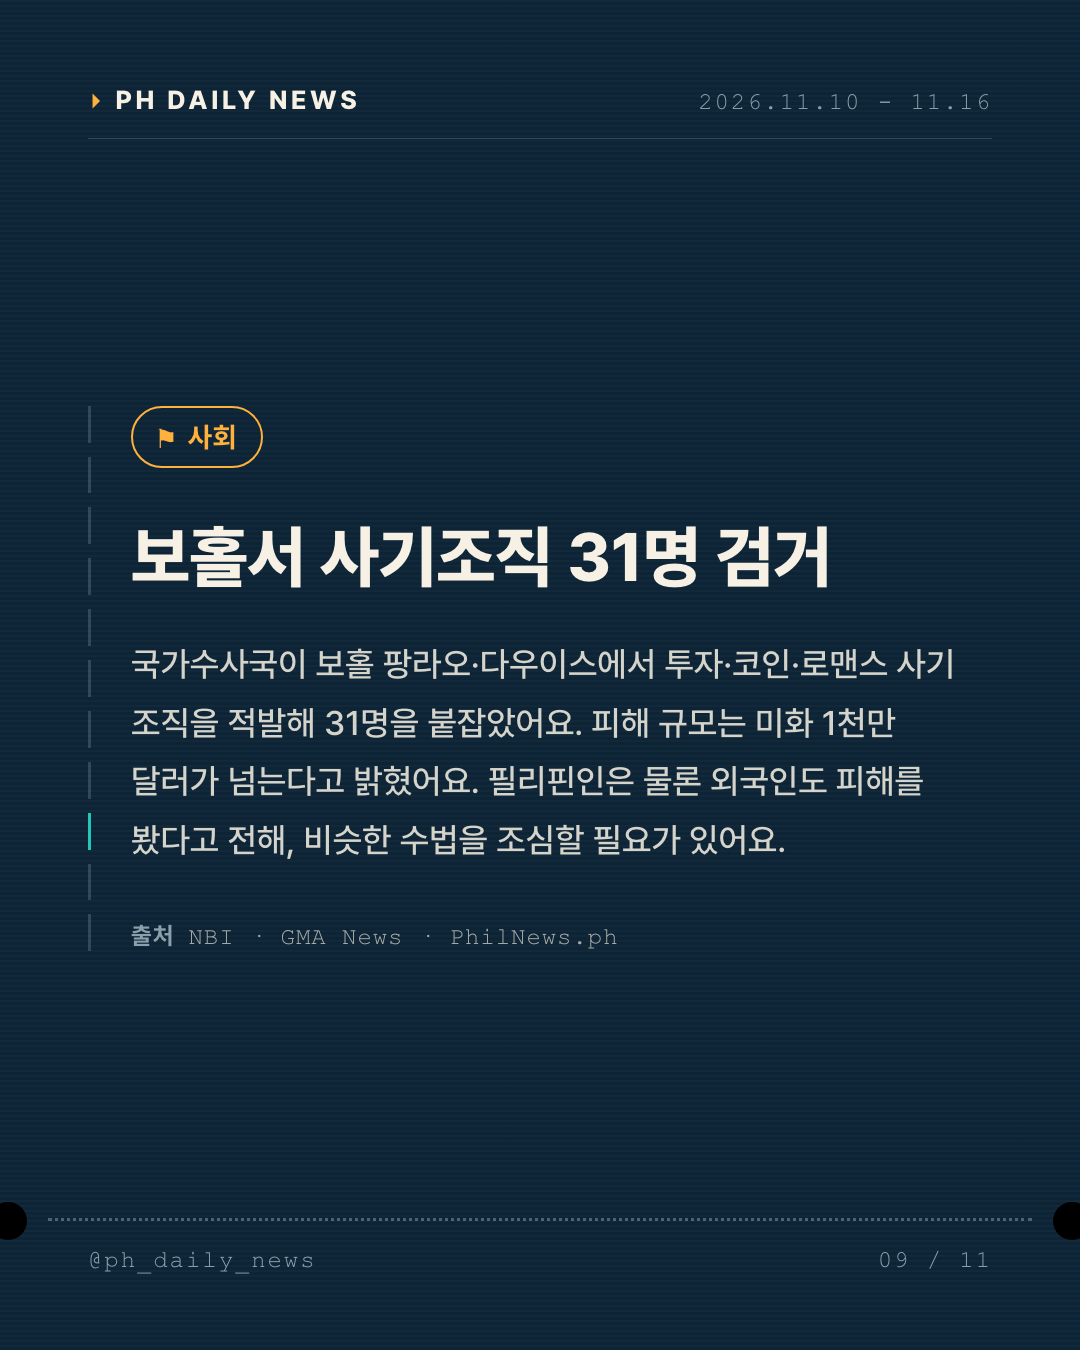 PH DAILY NEWS
2026.11.10 - 11.16
사회
보홀서 사기조직 31명 검거
국가수사국이 보홀 팡라오·다우이스에서 투자·코인·로맨스 사기
조직을 적발해 31명을 붙잡았어요. 피해 규모는 미화 1천만
달러가 넘는다고 밝혔어요. 필리핀인은 물론 외국인도 피해를
봤다고 전해, 비슷한 수법을 조심할 필요가 있어요.
출처 NBI · GMA News · PhilNews.ph
@ph_daily_news
09 / 11